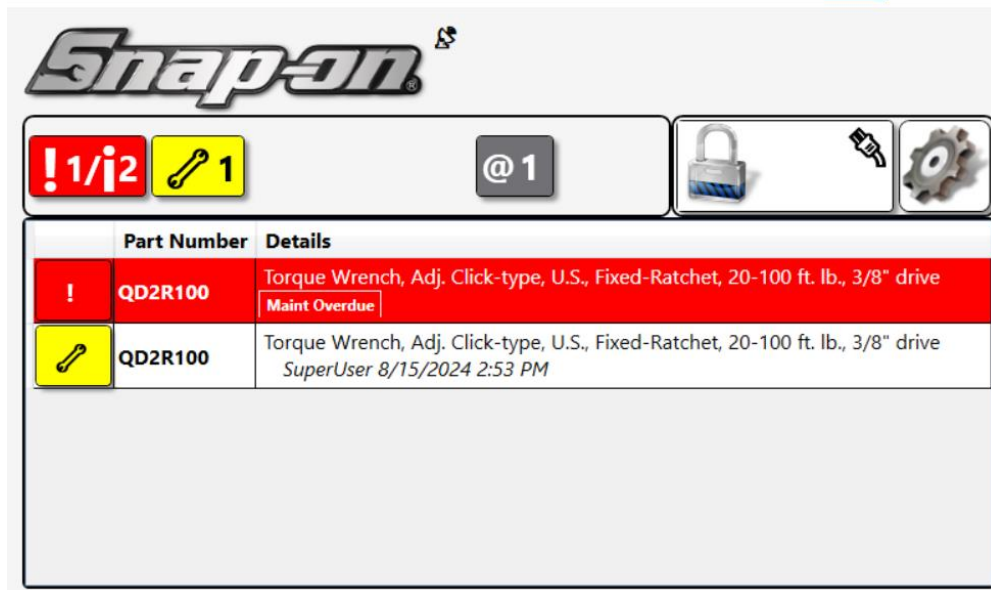 Snap-on®
!1/i2 1 @1
Part Number Details
! QD2R100 Torque Wrench, Adj. Click-type, U.S., Fixed-Ratchet, 20-100 ft. lb., 3/8" drive
Maint Overdue
QD2R100 Torque Wrench, Adj. Click-type, U.S., Fixed-Ratchet, 20-100 ft. lb., 3/8" drive
SuperUser 8/15/2024 2:53 PM